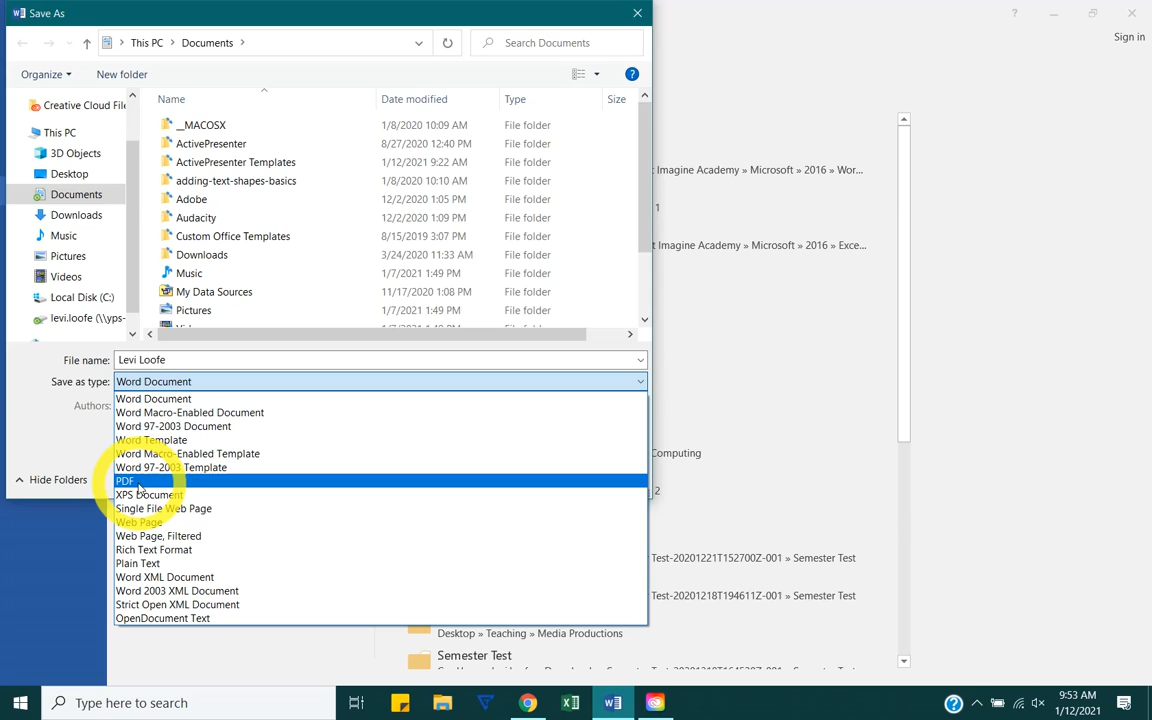 Save As
Sign in
This PC > Documents >
Search Documents
Organize
New folder
Name
Date modified
Type
Size
Creative Cloud File
This PC
3D Objects
Desktop
Documents
Downloads
Music
Pictures
Videos
Local Disk (C:)
levi.loofe (\\yps-
__MACOSX 1/8/2020 10:09 AM File folder
ActivePresenter 8/27/2020 12:40 PM File folder
ActivePresenter Templates 1/12/2021 9:22 AM File folder
adding-text-shapes-basics 1/8/2020 10:10 AM File folder
Adobe 12/2/2020 1:05 PM File folder
Audacity 12/2/2020 1:09 PM File folder
Custom Office Templates 8/15/2019 3:07 PM File folder
Downloads 3/24/2020 11:33 AM File folder
Music 1/7/2021 1:49 PM File folder
My Data Sources 11/17/2020 1:08 PM File folder
Pictures 1/7/2021 1:49 PM File folder
t Imagine Academy » Microsoft » 2016 » Wor...
1
t Imagine Academy » Microsoft » 2016 » Exce...
File name: Levi Loofe
Save as type: Word Document
Authors:
Hide Folders
Word Document
Word Macro-Enabled Document
Word 97-2003 Document
Word Template
Word Macro-Enabled Template
Word 97-2003 Template
PDF
XPS Document
Single File Web Page
Web Page
Web Page, Filtered
Rich Text Format
Plain Text
Word XML Document
Word 2003 XML Document
Strict Open XML Document
OpenDocument Text
Computing
2
Test-20201221T152700Z-001 » Semester Test
Test-20201218T194611Z-001 » Semester Test
Desktop » Teaching » Media Productions
Semester Test
Type here to search
9:53 AM
1/12/2021